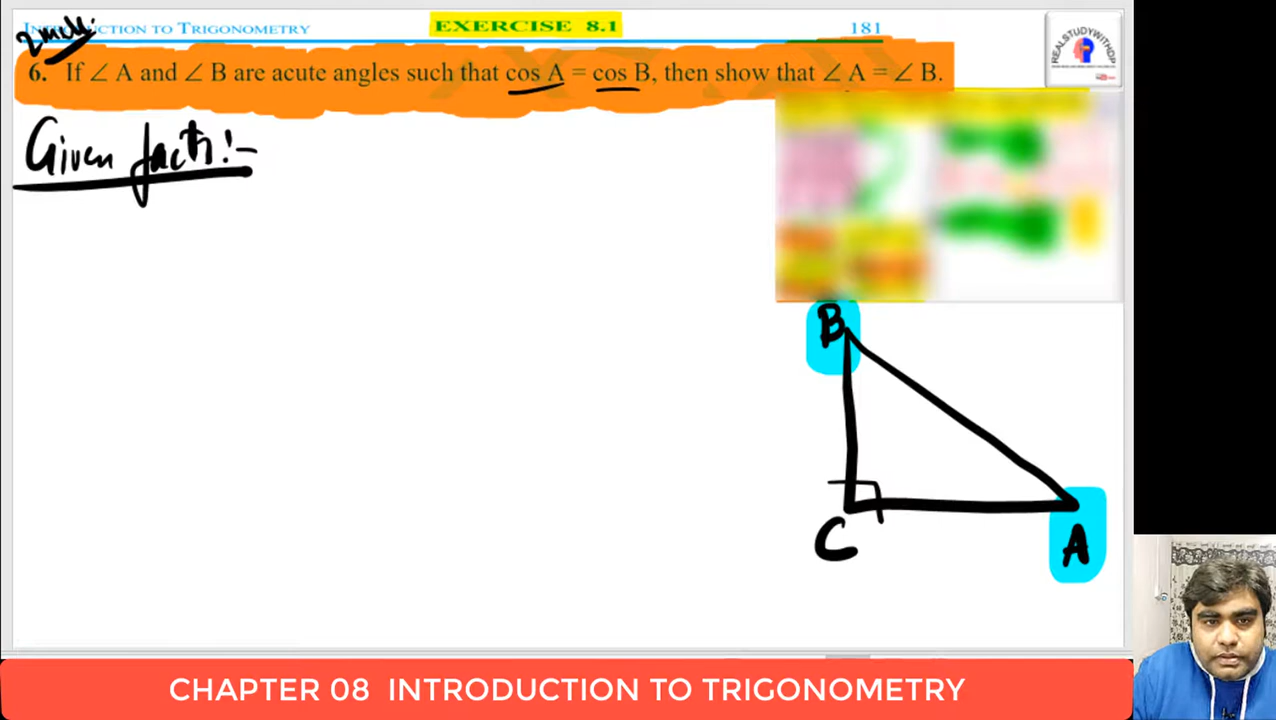 INTRODUCTION TO TRIGONOMETRY
EXERCISE 8.1
181
REALSTUDYWITHDP
6. If ∠ A and ∠ B are acute angles such that cos A = cos B, then show that ∠ A = ∠ B.
Given facts:-
B
C
A
CHAPTER 08 INTRODUCTION TO TRIGONOMETRY